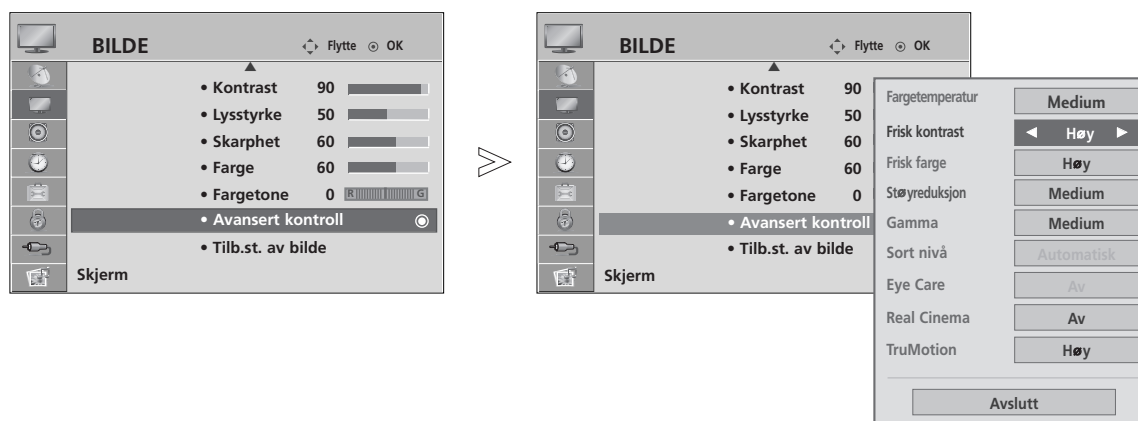 BILDE Flytte OK
• Kontrast 90
• Lysstyrke 50
• Skarphet 60
• Farge 60
• Fargetone 0 R G
• Avansert kontroll
• Tilb.st. av bilde
Skjerm
BILDE Flytte OK
• Kontrast 90
• Lysstyrke 50
• Skarphet 60
• Farge 60
• Fargetone 0
• Avansert kontroll
• Tilb.st. av bilde
Skjerm
Fargetemperatur Medium
Frisk kontrast Høy
Frisk farge Høy
Støyreduksjon Medium
Gamma Medium
Sort nivå Automatisk
Eye Care Av
Real Cinema Av
TruMotion Høy
Avslutt